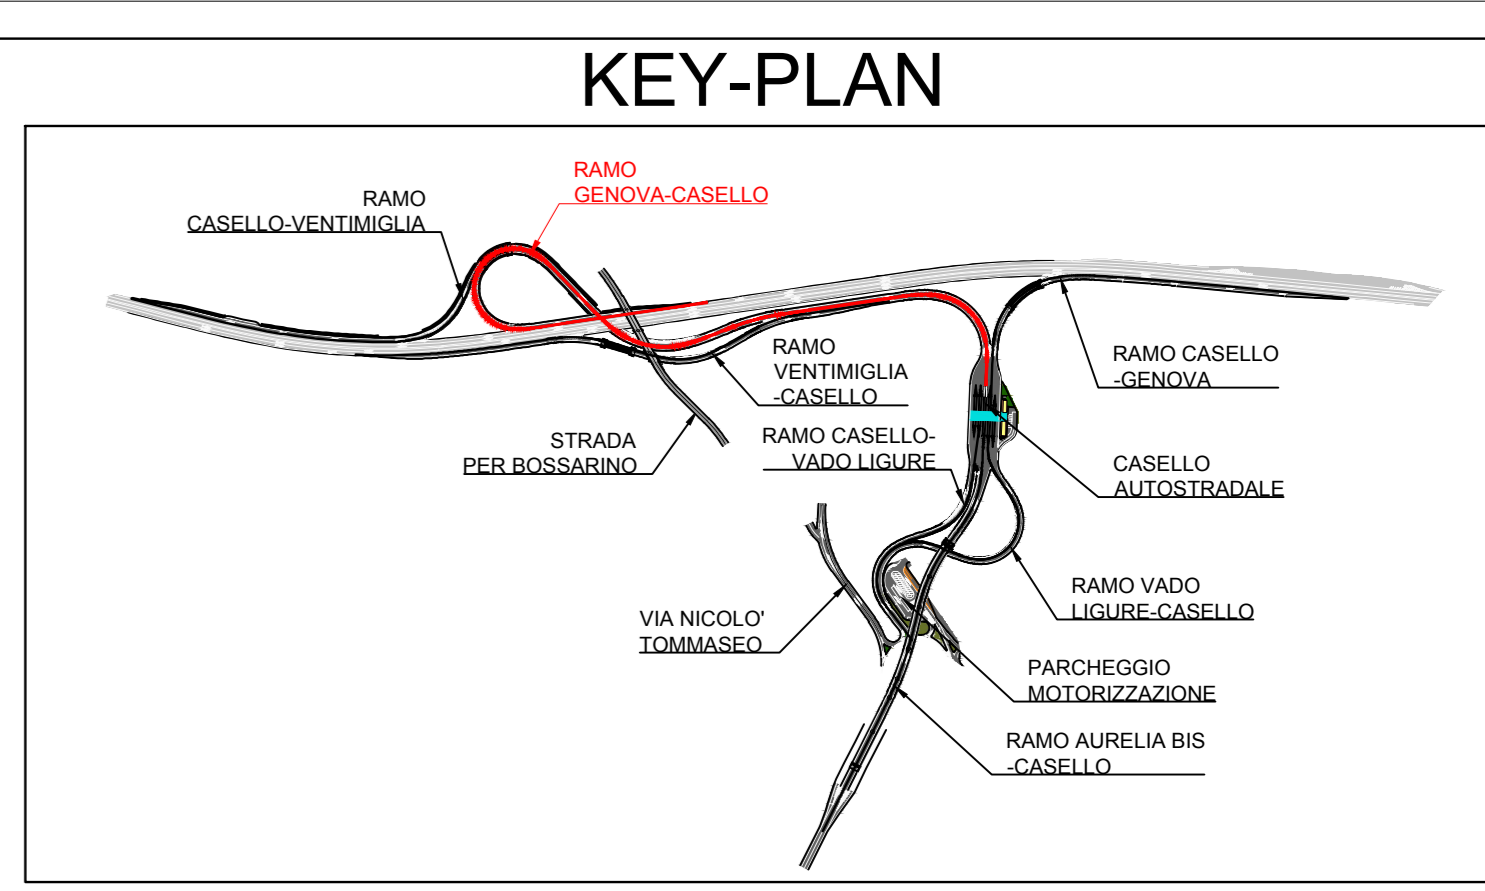 KEY-PLAN
RAMO
GENOVA-CASELLO
RAMO
CASELLO-VENTIMIGLIA
RAMO
VENTIMIGLIA
-CASELLO
RAMO CASELLO
-GENOVA
STRADA
PER BOSSARINO
RAMO CASELLO-
VADO LIGURE
CASELLO
AUTOSTRADALE
RAMO VADO
LIGURE-CASELLO
VIA NICOLO'
TOMMASEO
PARCHEGGIO
MOTORIZZAZIONE
RAMO AURELIA BIS
-CASELLO